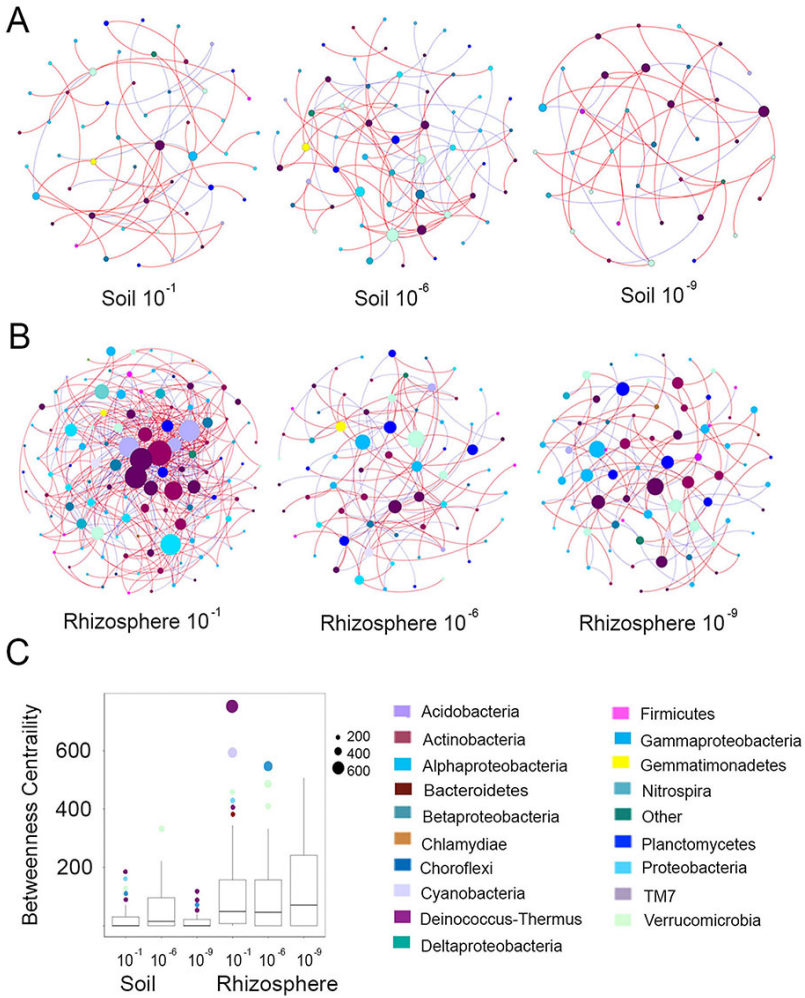 A
Soil 10⁻¹
Soil 10⁻⁶
Soil 10⁻⁹
B
Rhizosphere 10⁻¹
Rhizosphere 10⁻⁶
Rhizosphere 10⁻⁹
C
Betweenness Centraility
600
400
200
10⁻¹ 10⁻⁶ 10⁻⁹ 10⁻¹ 10⁻⁶ 10⁻⁹
Soil Rhizosphere
200
400
600
Acidobacteria
Actinobacteria
Alphaproteobacteria
Bacteroidetes
Betaproteobacteria
Chlamydiae
Choroflexi
Cyanobacteria
Deinococcus-Thermus
Deltaproteobacteria
Firmicutes
Gammaproteobacteria
Gemmatimonadetes
Nitrospira
Other
Planctomycetes
Proteobacteria
TM7
Verrucomicrobia